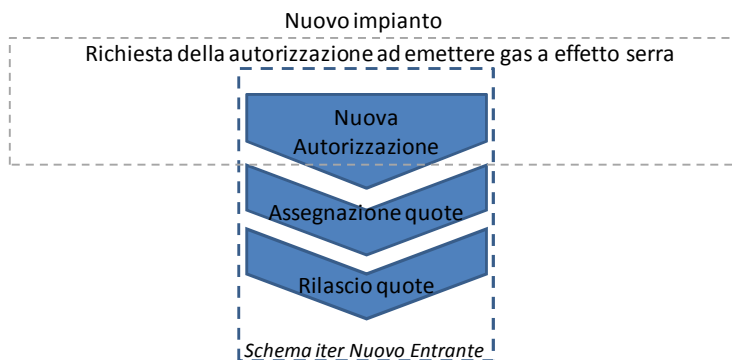 Nuovo impianto
Richiesta della autorizzazione ad emettere gas a effetto serra
Nuova
Autorizzazione
Assegnazione quote
Rilascio quote
Schema iter Nuovo Entrante